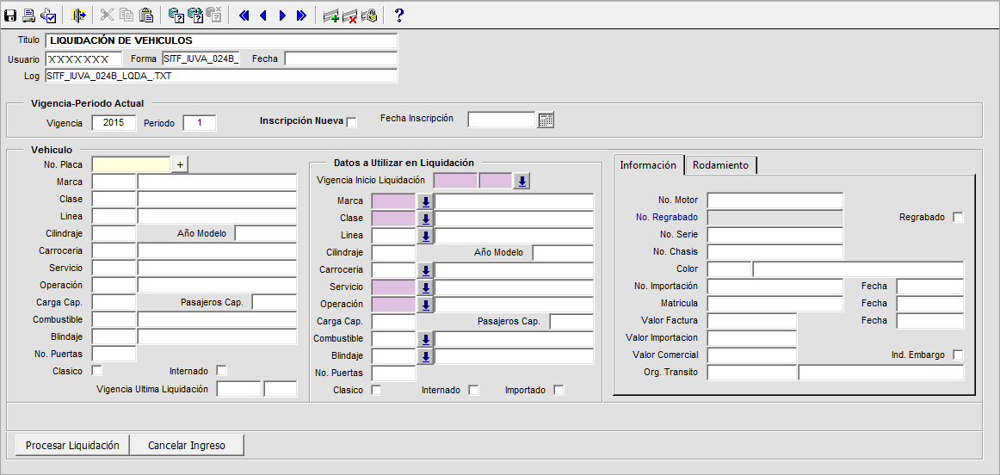 Titulo LIQUIDACIÓN DE VEHICULOS
Usuario XXXXXXX Forma SITF_IUVA_024B_ Fecha
Log SITF_IUVA_024B_LQDA_.TXT
Vigencia-Periodo Actual
Vigencia 2015 Periodo 1 Inscripción Nueva Fecha Inscripción
Vehiculo
No. Placa +
Marca
Clase
Linea
Cilindraje Año Modelo
Carroceria
Servicio
Operación
Carga Cap. Pasajeros Cap.
Combustible
Blindaje
No. Puertas
Clasico Internado
Vigencia Ultima Liquidación
Datos a Utilizar en Liquidación
Vigencia Inicio Liquidación
Marca
Clase
Linea
Cilindraje Año Modelo
Carroceria
Servicio
Operación
Carga Cap. Pasajeros Cap.
Combustible
Blindaje
No. Puertas
Clasico Internado Importado
Información Rodamiento
No. Motor
No. Regrabado Regrabado
No. Serie
No. Chasis
Color
No. Importación Fecha
Matricula Fecha
Valor Factura Fecha
Valor Importacion
Valor Comercial Ind. Embargo
Org. Transito
Procesar Liquidación Cancelar Ingreso